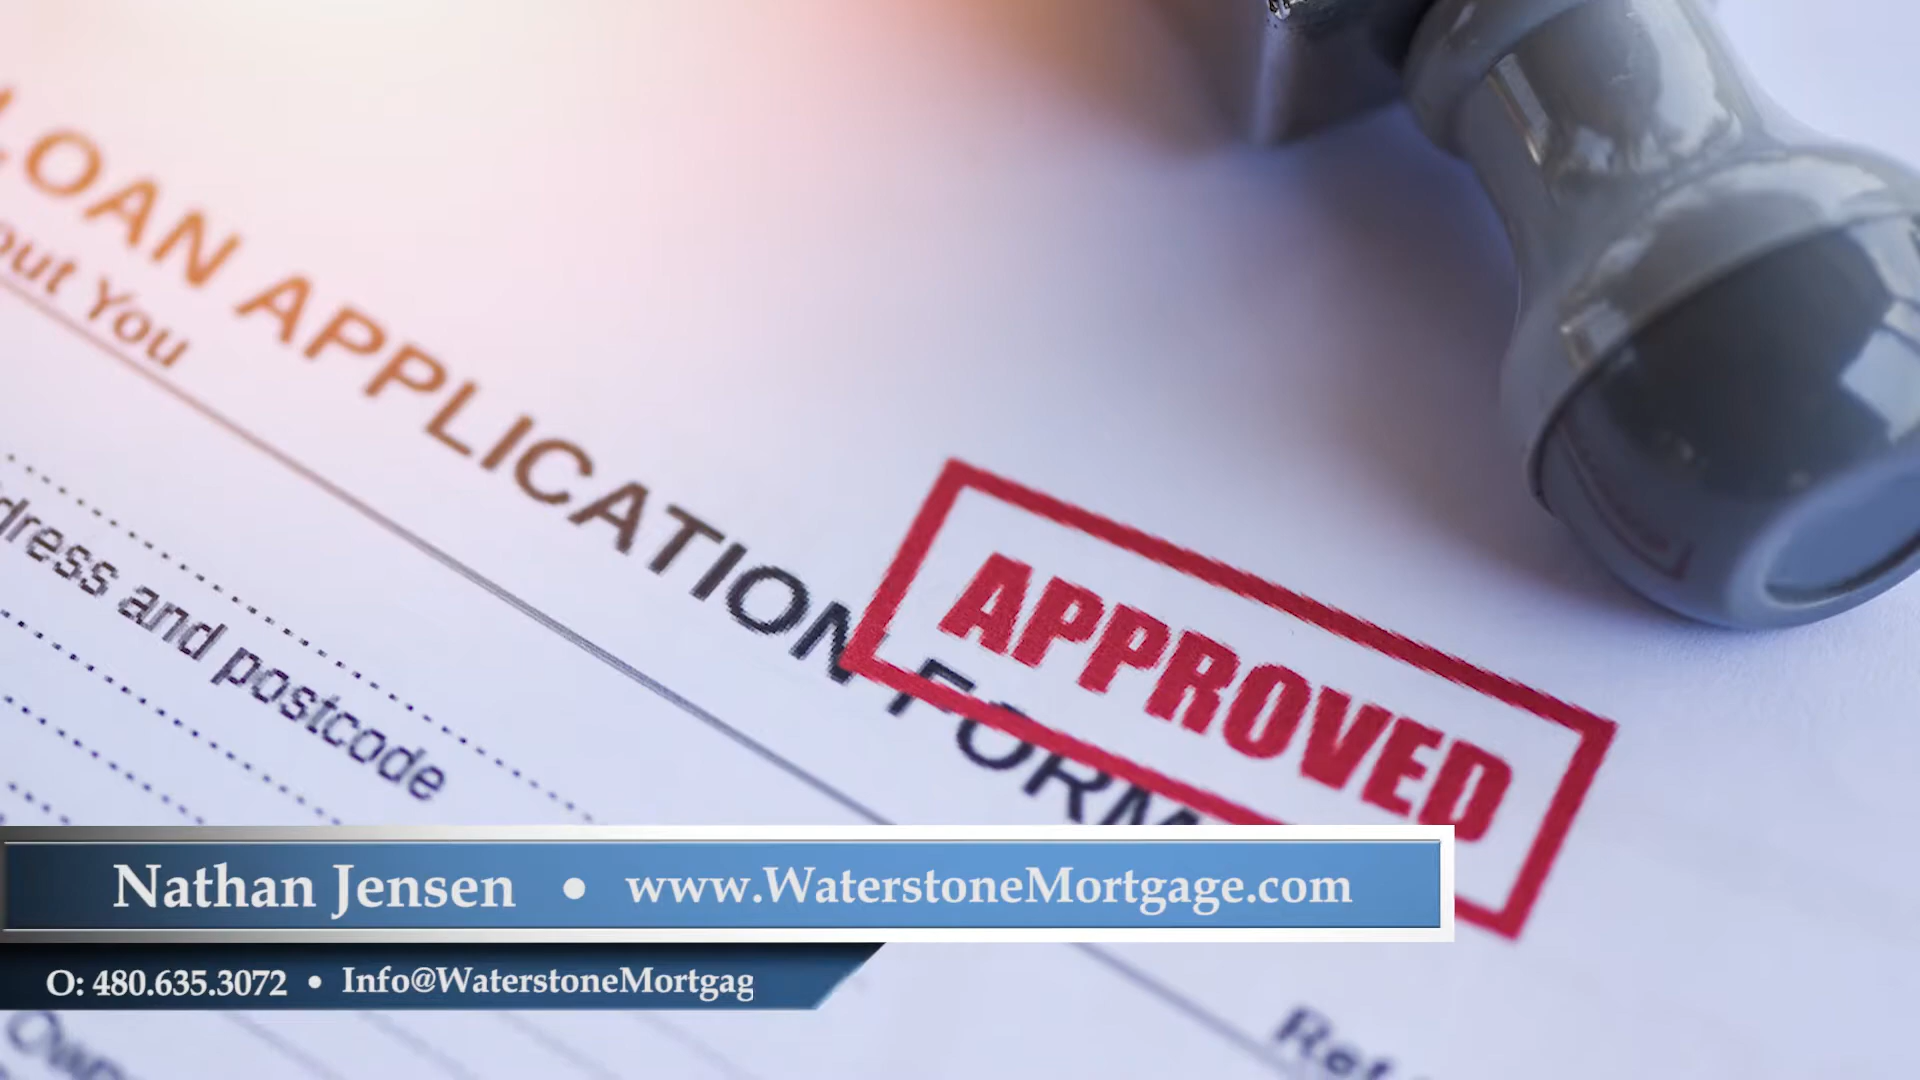 LOAN APPLICATION FORM
out You
dress and postcode
APPROVED
Nathan Jensen • www.WaterstoneMortgage.com
O: 480.635.3072 • Info@WaterstoneMortgag
Ref